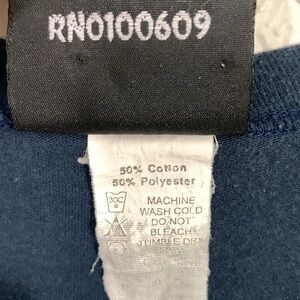 RN0100609
50% Cotton
50% Polyester
30C
MACHINE
WASH COLD
DO NOT
BLEACH
TUMBLE DRY